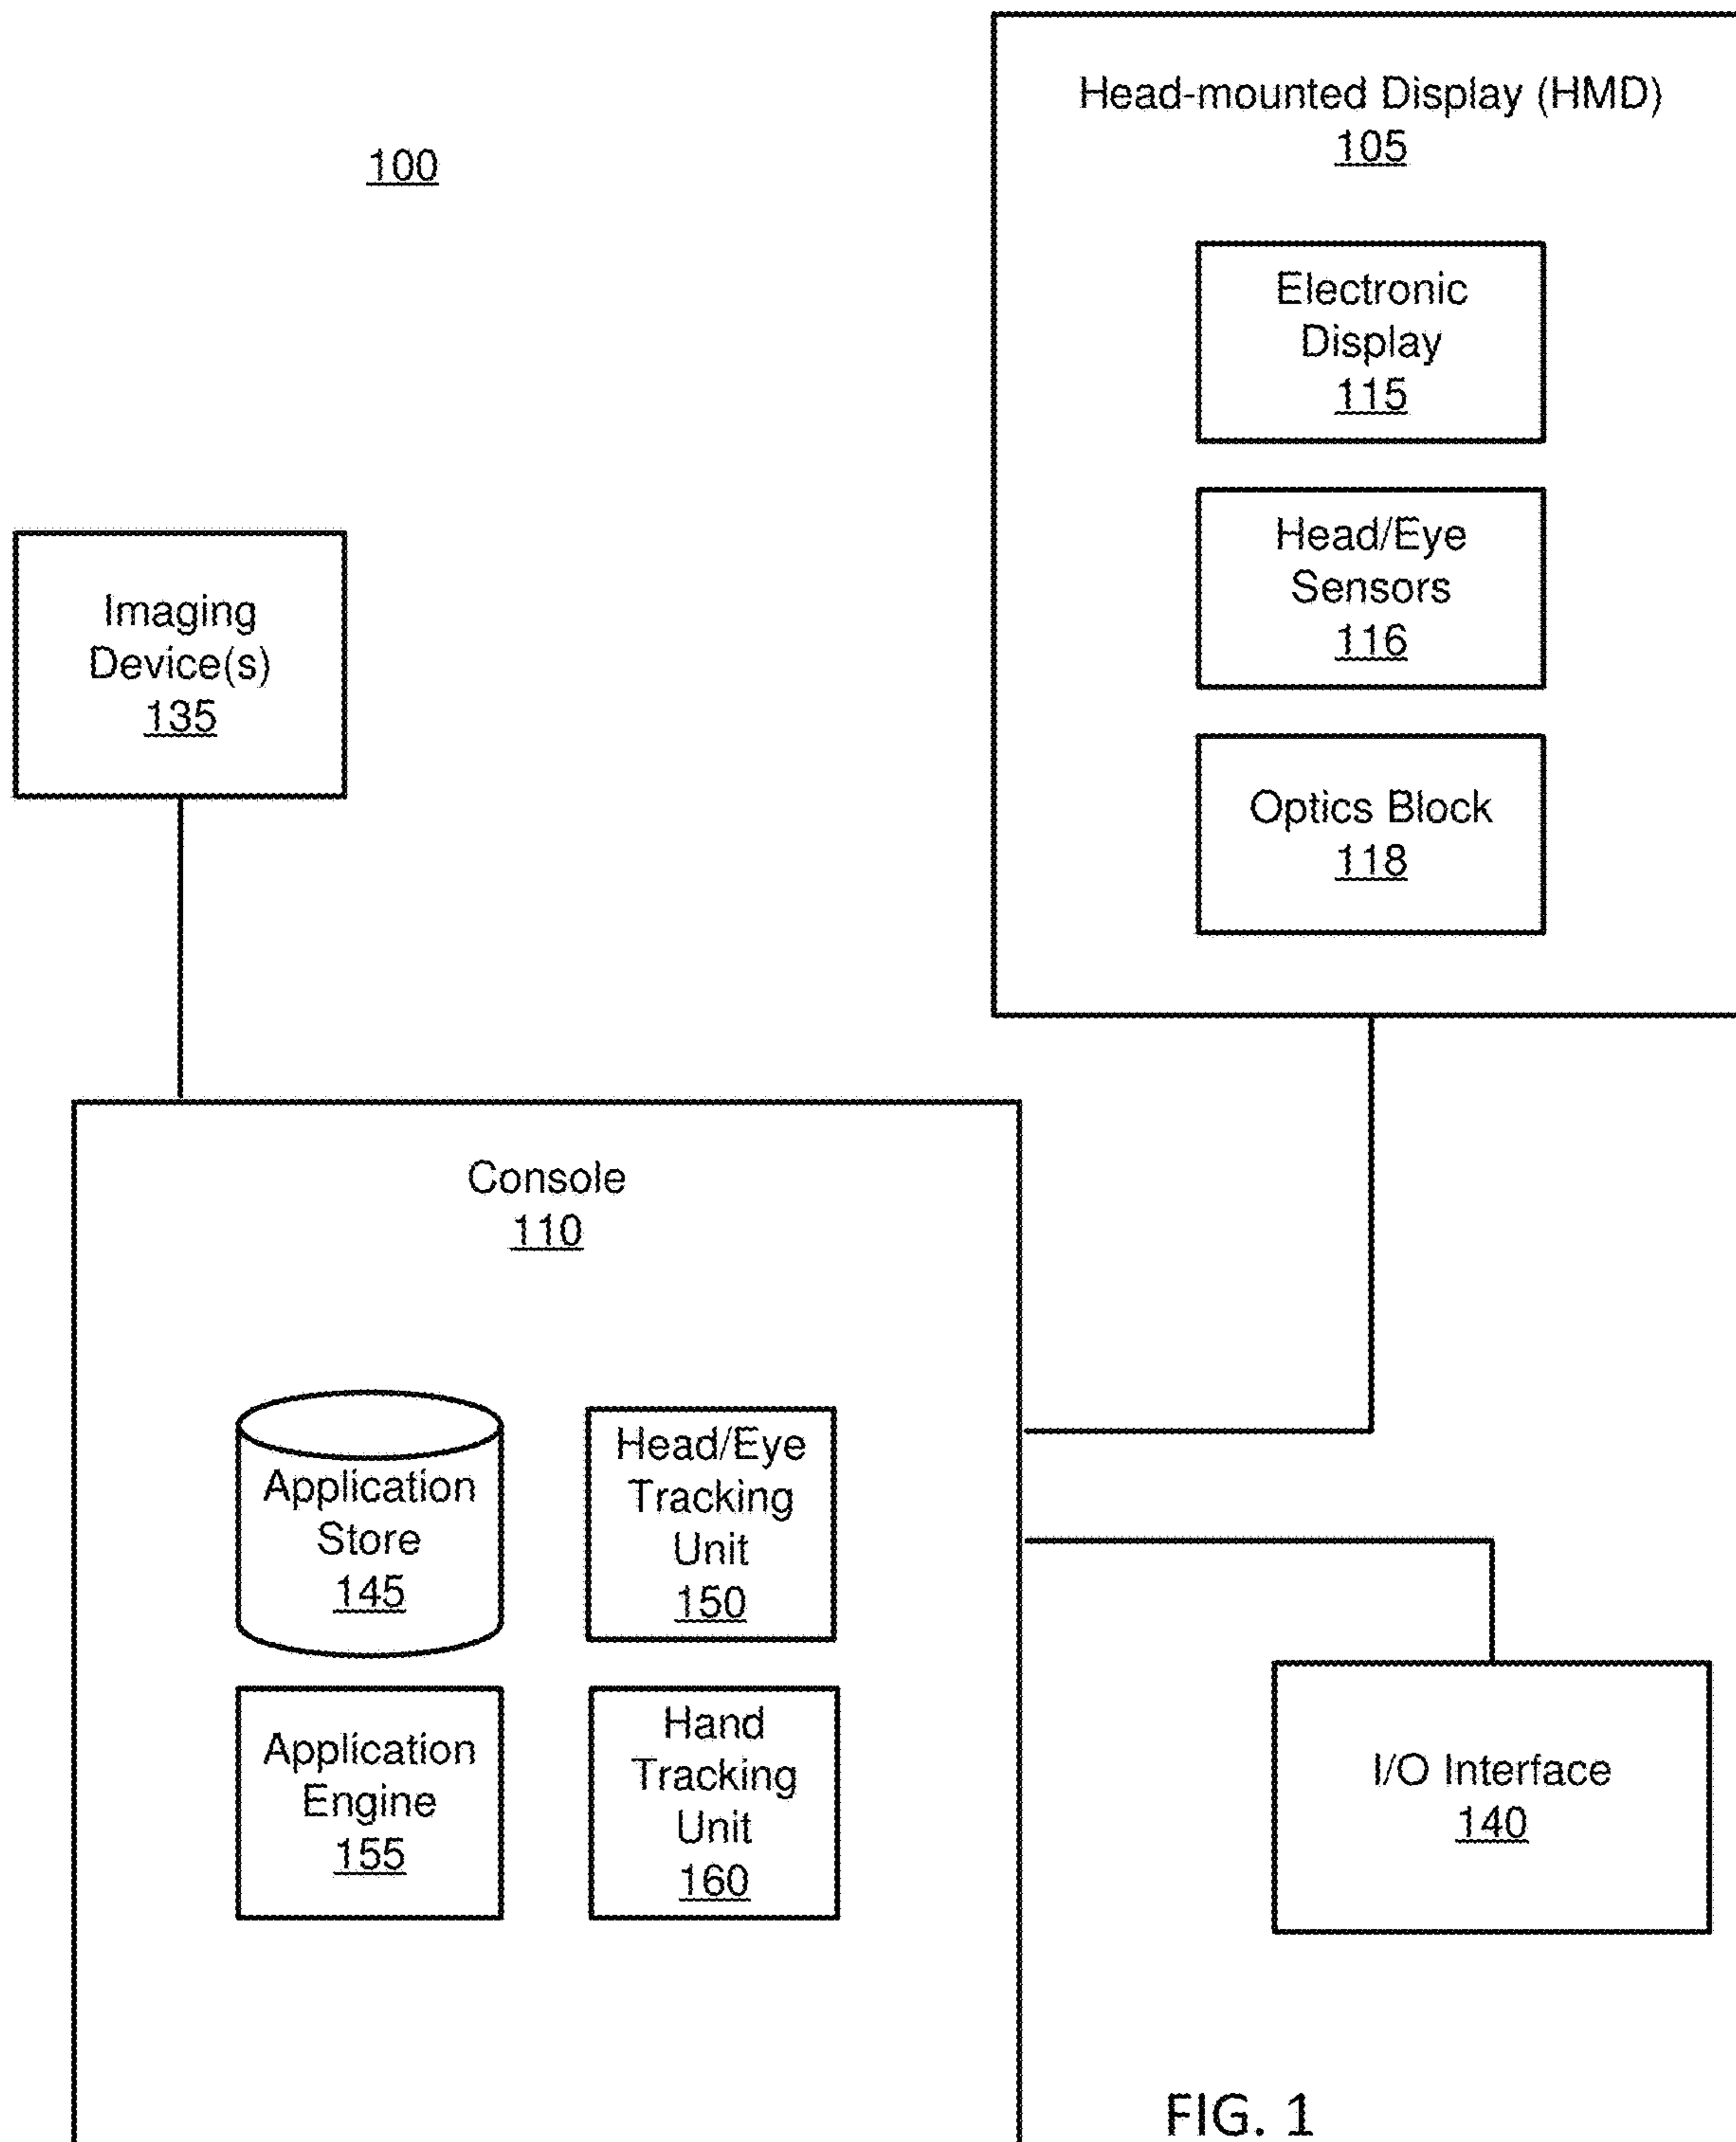 100
Head-mounted Display (HMD)
105
Electronic
Display
115
Head/Eye
Sensors
116
Optics Block
118
Imaging
Device(s)
135
Console
110
Application
Store
145
Head/Eye
Tracking
Unit
150
Application
Engine
155
Hand
Tracking
Unit
160
I/O Interface
140
FIG. 1